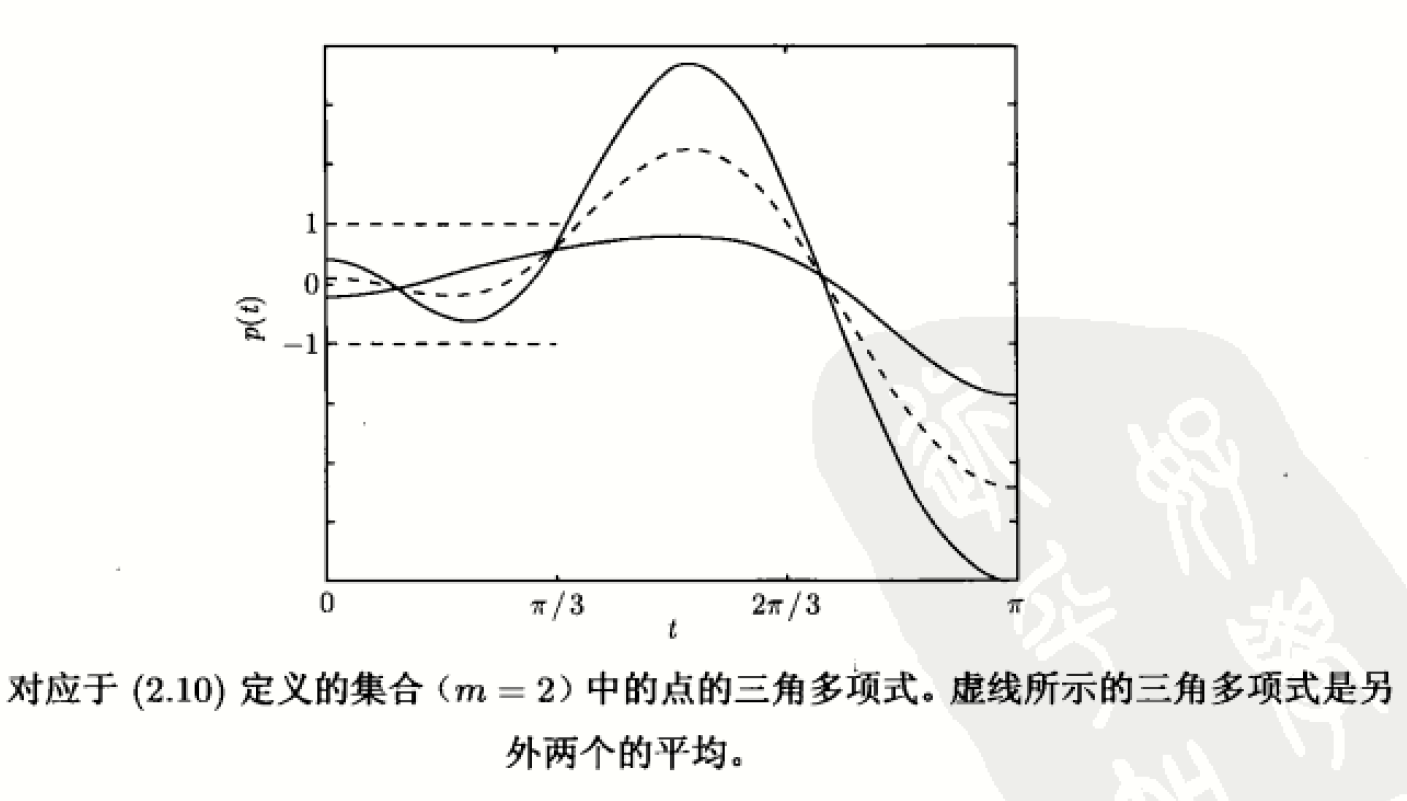 1
0
−1
p(t)
0 π/3 2π/3 π
t
对应于 (2.10) 定义的集合（m = 2）中的点的三角多项式。虚线所示的三角多项式是另
外两个的平均。